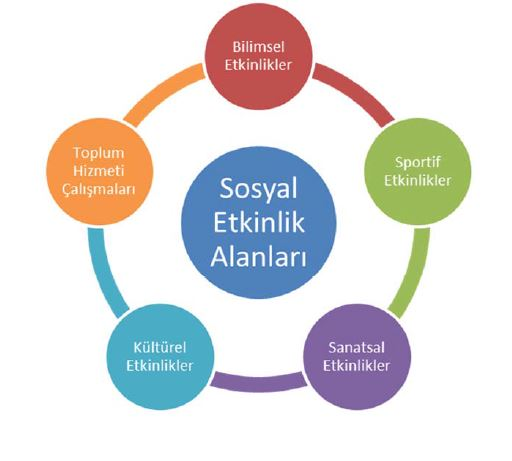 Bilimsel
Etkinlikler
Toplum
Hizmeti
Çalışmaları
Sportif
Etkinlikler
Sosyal
Etkinlik
Alanları
Kültürel
Etkinlikler
Sanatsal
Etkinlikler